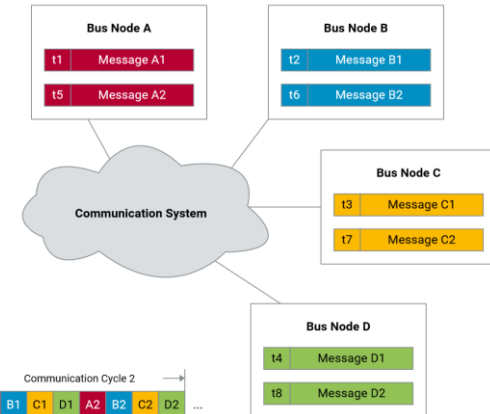 Bus Node A
t1 Message A1
t5 Message A2
Bus Node B
t2 Message B1
t6 Message B2
Bus Node C
t3 Message C1
t7 Message C2
Communication System
Bus Node D
t4 Message D1
t8 Message D2
Communication Cycle 2
B1 C1 D1 A2 B2 C2 D2 ...